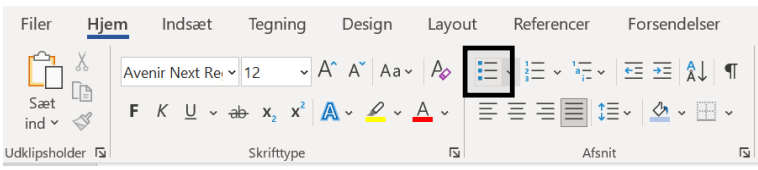 Filer Hjem Indsæt Tegning Design Layout Referencer Forsendelser
Avenir Next Re 12 A A Aa A
Sæt
ind
F K U ab x₂ x² A A
Udklipsholder Skrifttype Afsnit